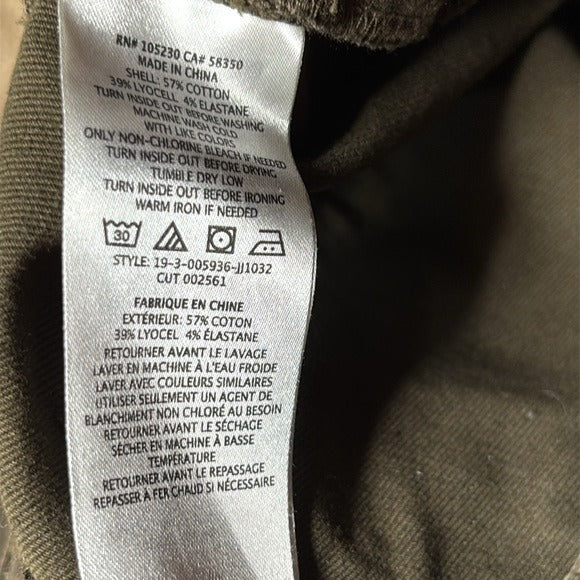 RN# 105230 CA# 58350
MADE IN CHINA
SHELL: 57% COTTON
39% LYOCELL 4% ELASTANE
TURN INSIDE OUT BEFORE WASHING
MACHINE WASH COLD
WITH LIKE COLORS
ONLY NON-CHLORINE BLEACH IF NEEDED
TURN INSIDE OUT BEFORE DRYING
TUMBLE DRY LOW
TURN INSIDE OUT BEFORE IRONING
WARM IRON IF NEEDED
30
STYLE: 19-3-005936-JJ1032
CUT 002561
FABRIQUE EN CHINE
EXTÉRIEUR: 57% COTON
39% LYOCEL 4% ÉLASTANE
RETOURNER AVANT LE LAVAGE
LAVER EN MACHINE À L'EAU FROIDE
LAVER AVEC COULEURS SIMILAIRES
UTILISER SEULEMENT UN AGENT DE
BLANCHIMENT NON CHLORÉ AU BESOIN
RETOURNER AVANT LE SÉCHAGE
SÉCHER EN MACHINE À BASSE
TEMPÉRATURE
RETOURNER AVANT LE REPASSAGE
REPASSER À FER CHAUD SI NÉCESSAIRE